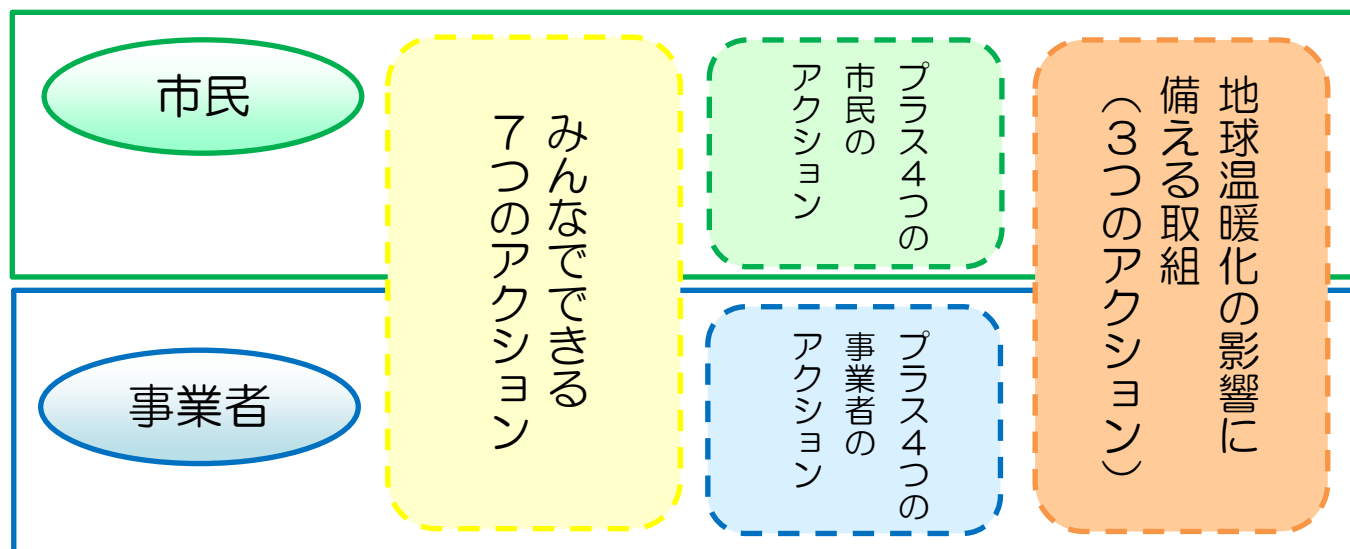 市民
みんなでできる
７つのアクション
プラス４つの
市民の
アクション
地球温暖化の影響に
備える取組
（３つのアクション）
事業者
プラス４つの
事業者の
アクション